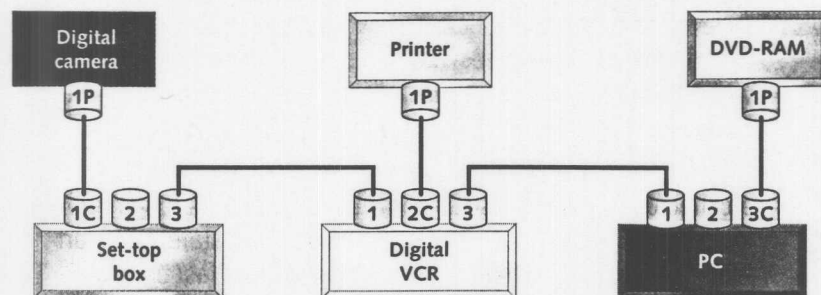 Digital
camera
Printer
DVD-RAM
1P
1P
1P
1C 2 3
1 2C 3
1 2 3C
Set-top
box
Digital
VCR
PC